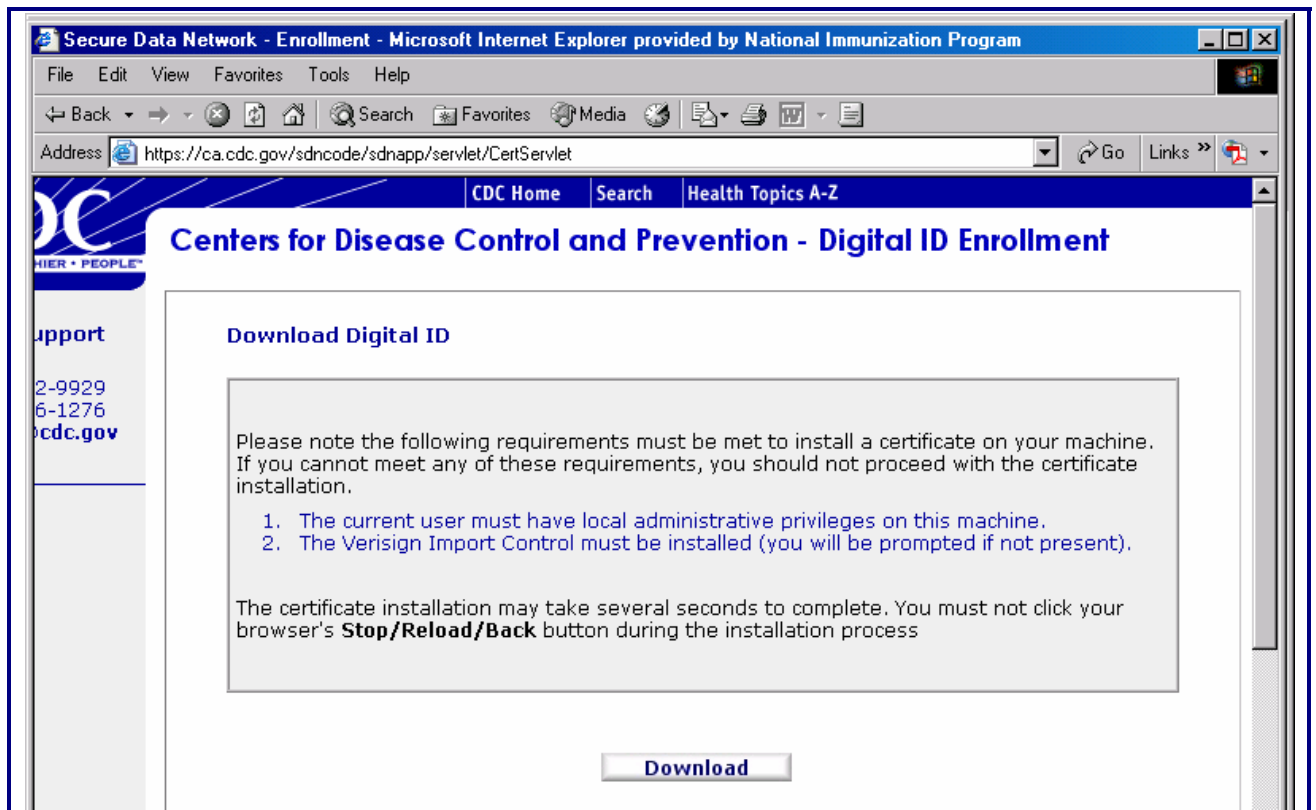 Secure Data Network - Enrollment - Microsoft Internet Explorer provided by National Immunization Program
File Edit View Favorites Tools Help
Back Search Favorites Media
Address https://ca.cdc.gov/sdncode/sdnapp/servlet/CertServlet Go Links »
CDC Home Search Health Topics A-Z
Centers for Disease Control and Prevention - Digital ID Enrollment
HIER • PEOPLE™
upport
2-9929
6-1276
cdc.gov
Download Digital ID
Please note the following requirements must be met to install a certificate on your machine.
If you cannot meet any of these requirements, you should not proceed with the certificate
installation.
1. The current user must have local administrative privileges on this machine.
2. The Verisign Import Control must be installed (you will be prompted if not present).
The certificate installation may take several seconds to complete. You must not click your
browser's Stop/Reload/Back button during the installation process
Download